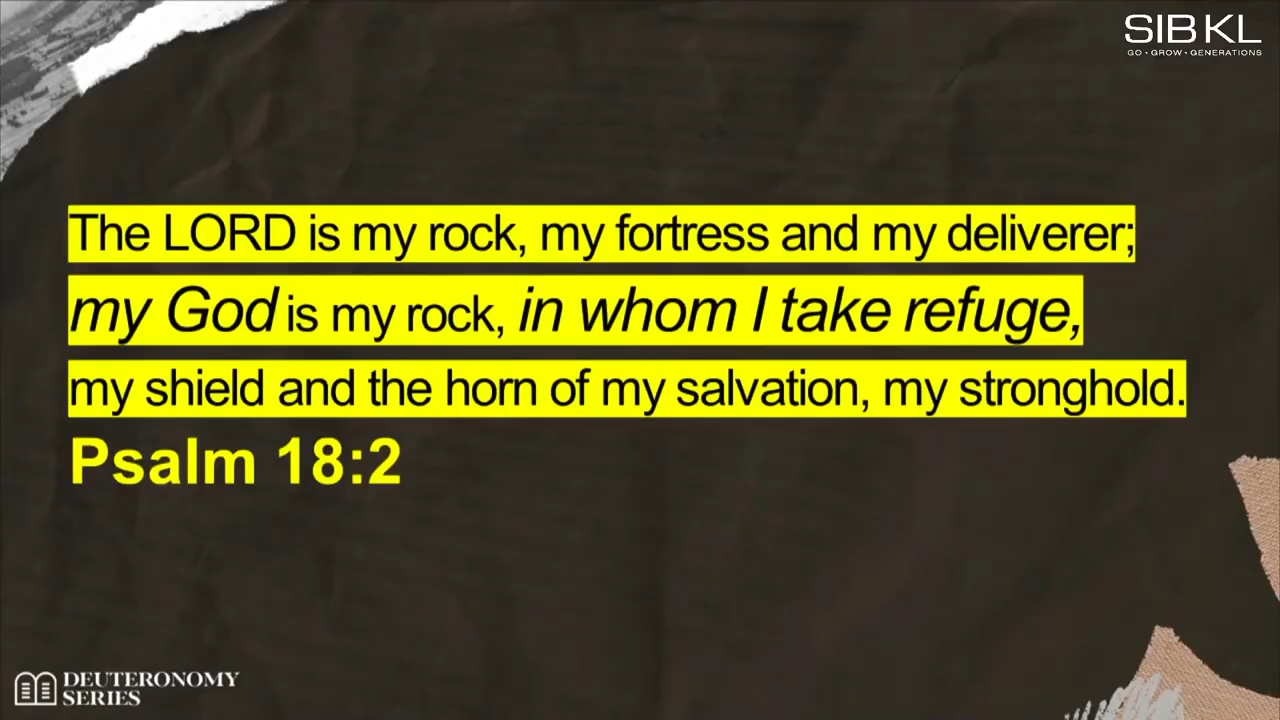 SIBKL
GO • GROW • GENERATIONS
The LORD is my rock, my fortress and my deliverer;
my God is my rock, in whom I take refuge,
my shield and the horn of my salvation, my stronghold.
Psalm 18:2
DEUTERONOMY
SERIES